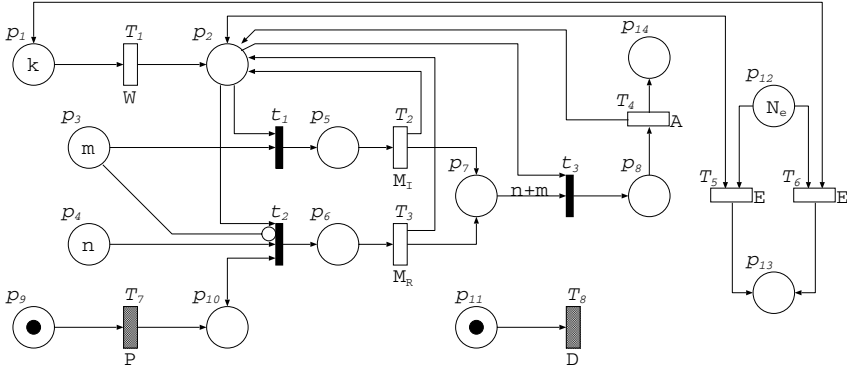 p1 T1 p2 p14
k W
p12
Ne
p3 t1 p5 T2 T4 A
m MI
p7 t3 p8 T5 T6
n+m E E
p4 t2 p6 T3
n MR
p13
p9 T7 p10 p11 T8
P D